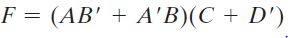 F = (AB′ + A′B)(C + D′)